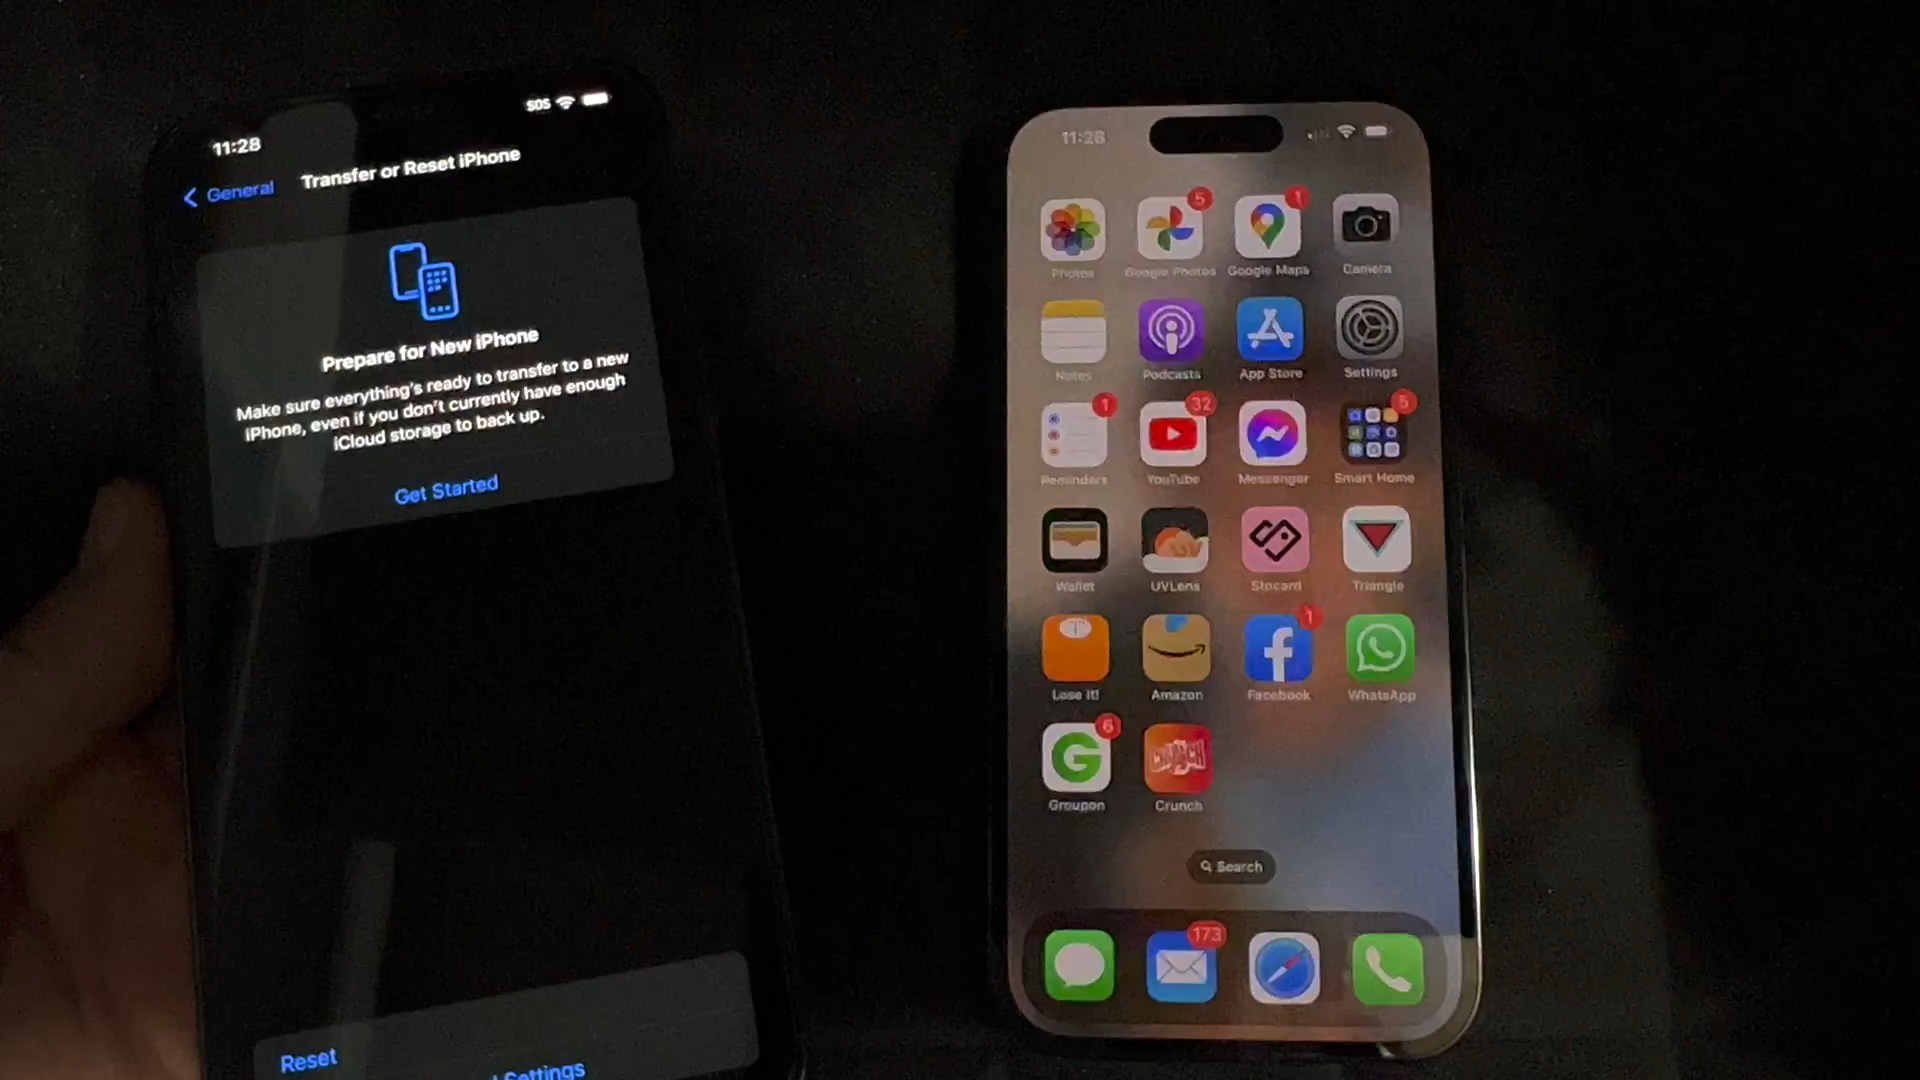 11:28
SOS
General
Transfer or Reset iPhone
Prepare for New iPhone
Make sure everything's ready to transfer to a new
iPhone, even if you don't currently have enough
iCloud storage to back up.
Get Started
Reset
Settings
11:28
5
1
Photos
Google Photos
Google Maps
Camera
Notes
Podcasts
App Store
Settings
1
32
5
Reminders
YouTube
Messenger
Smart Home
Wallet
UVLens
Stocard
Triangle
1
Lose It!
Amazon
Facebook
WhatsApp
6
CRUNCH
Groupon
Crunch
Search
173